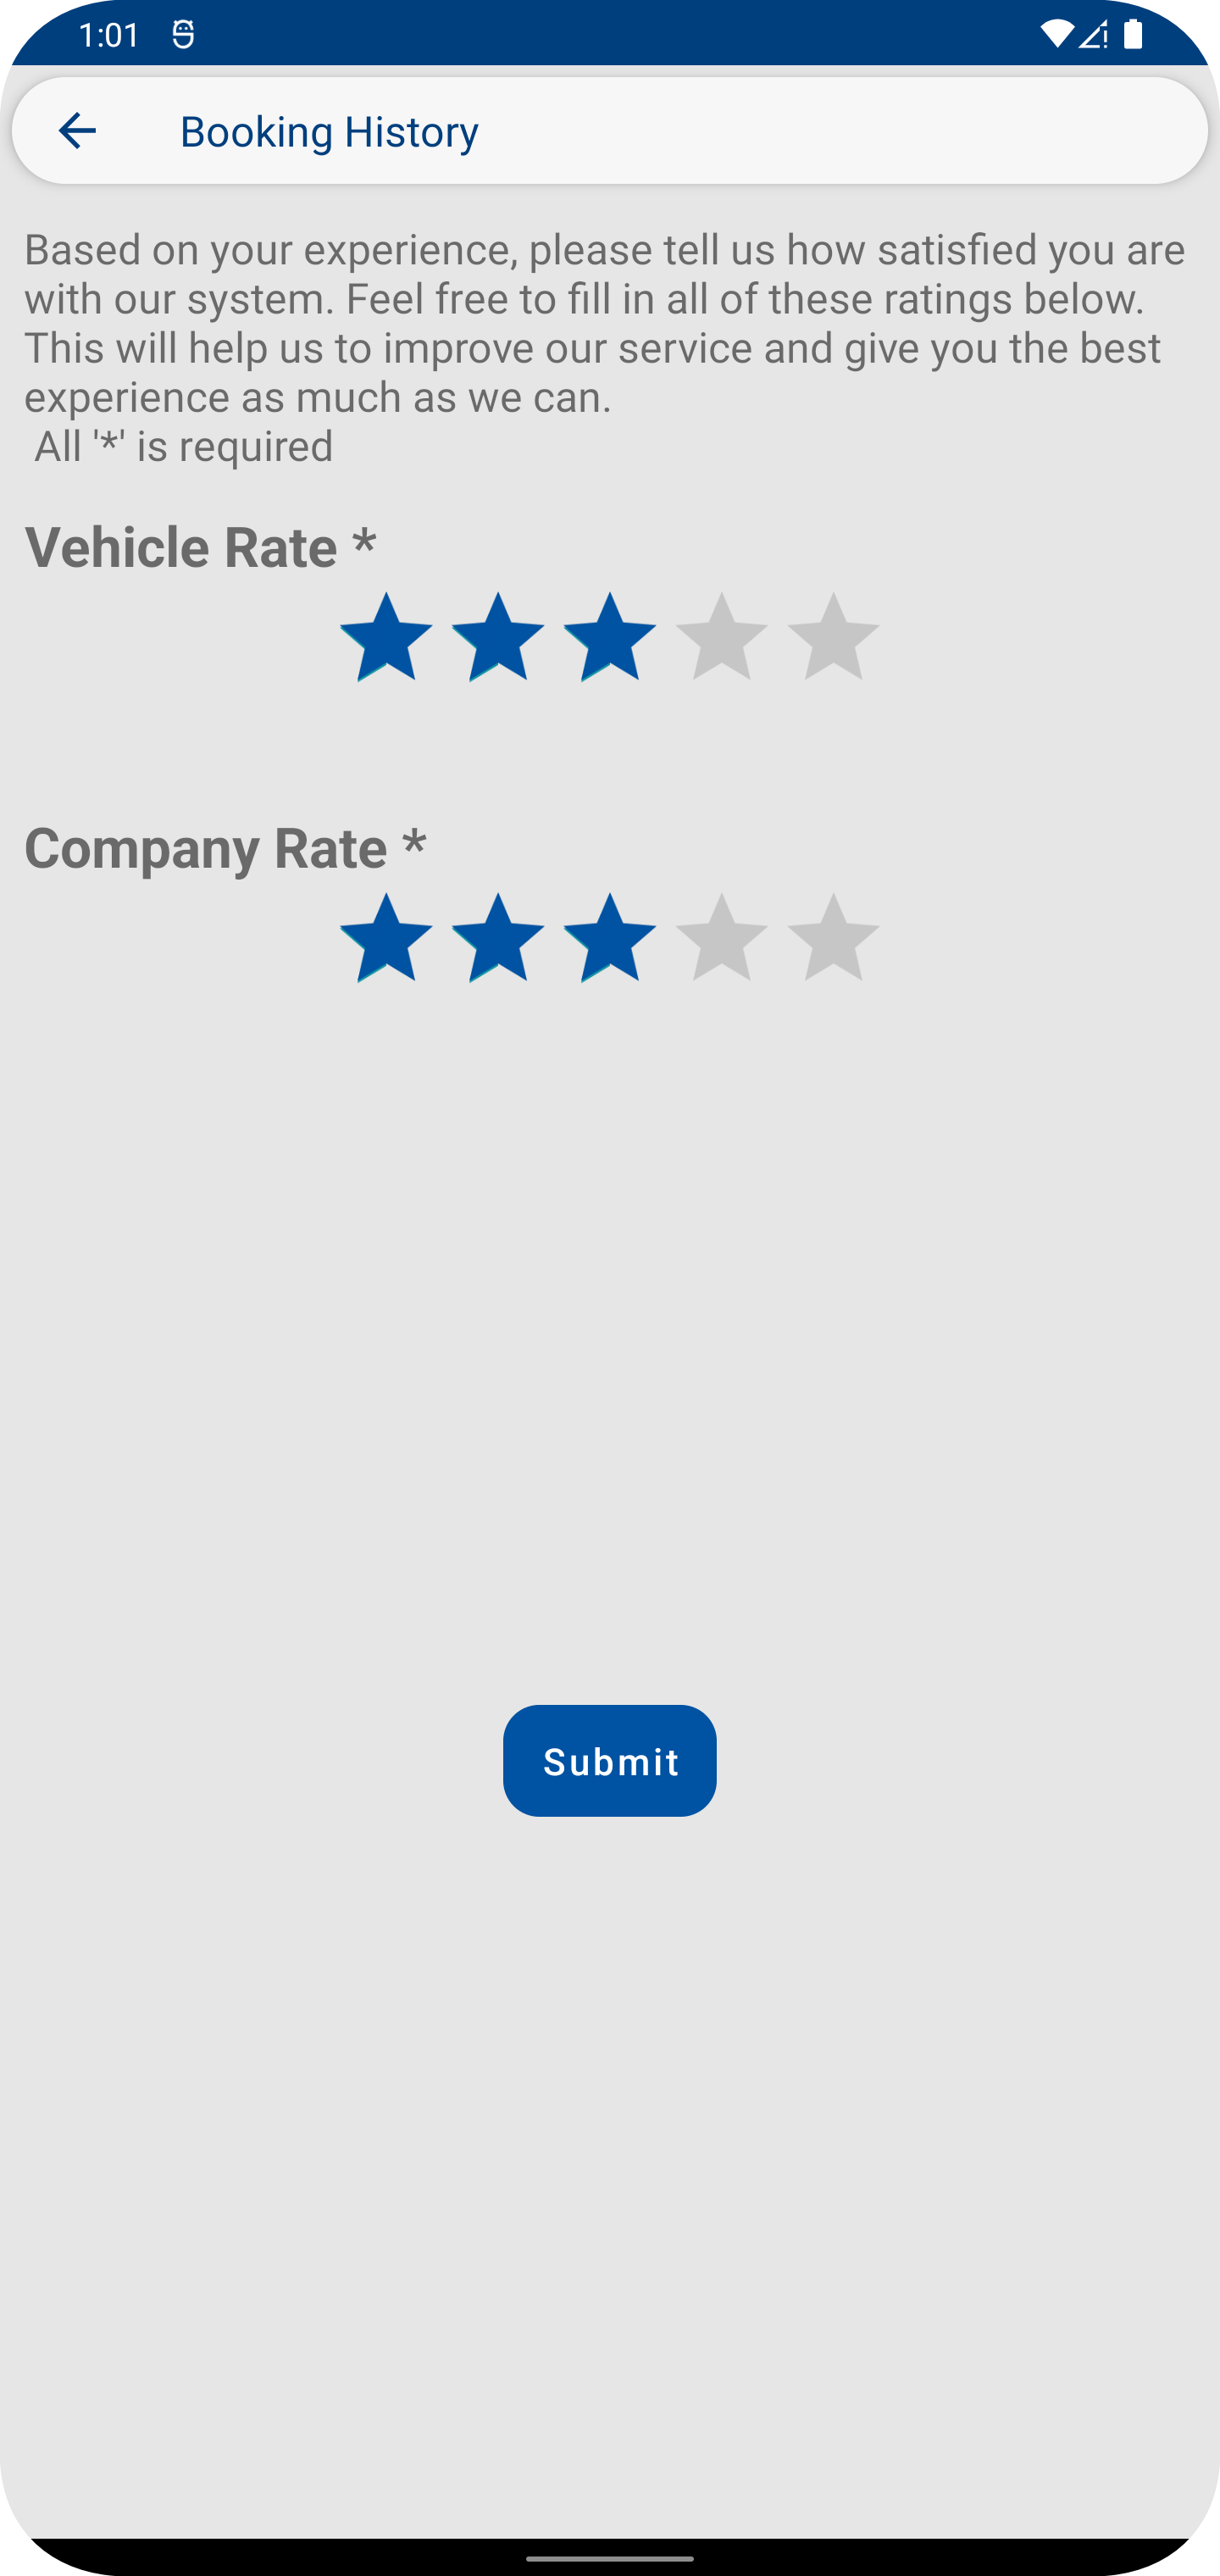 1:01
Booking History
Based on your experience, please tell us how satisfied you are
with our system. Feel free to fill in all of these ratings below.
This will help us to improve our service and give you the best
experience as much as we can.
All '*' is required
Vehicle Rate *
Company Rate *
Submit